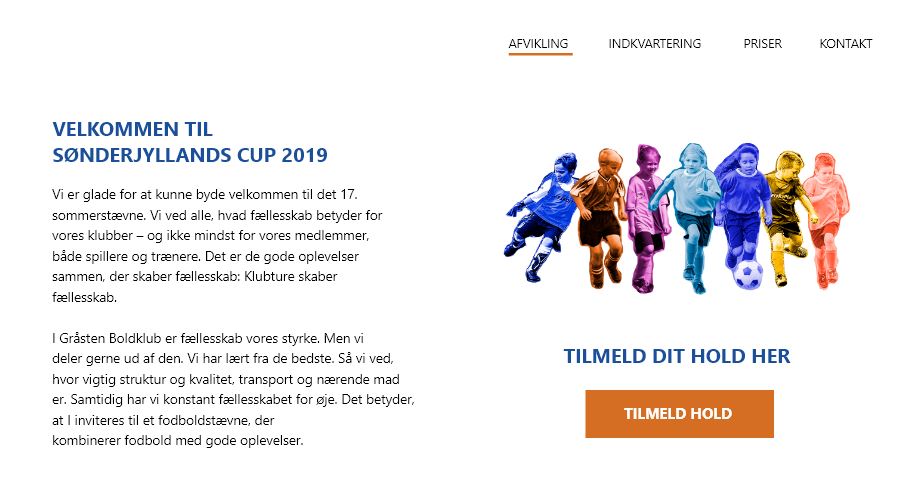 AFVIKLING INDKVARTERING PRISER KONTAKT
VELKOMMEN TIL
SØNDERJYLLANDS CUP 2019
Vi er glade for at kunne byde velkommen til det 17.
sommerstævne. Vi ved alle, hvad fællesskab betyder for
vores klubber – og ikke mindst for vores medlemmer,
både spillere og trænere. Det er de gode oplevelser
sammen, der skaber fællesskab: Klubture skaber
fællesskab.
I Gråsten Boldklub er fællesskab vores styrke. Men vi
deler gerne ud af den. Vi har lært fra de bedste. Så vi ved,
hvor vigtig struktur og kvalitet, transport og nærende mad
er. Samtidig har vi konstant fællesskabet for øje. Det betyder,
at I inviteres til et fodboldstævne, der
kombinerer fodbold med gode oplevelser.
TILMELD DIT HOLD HER
TILMELD HOLD